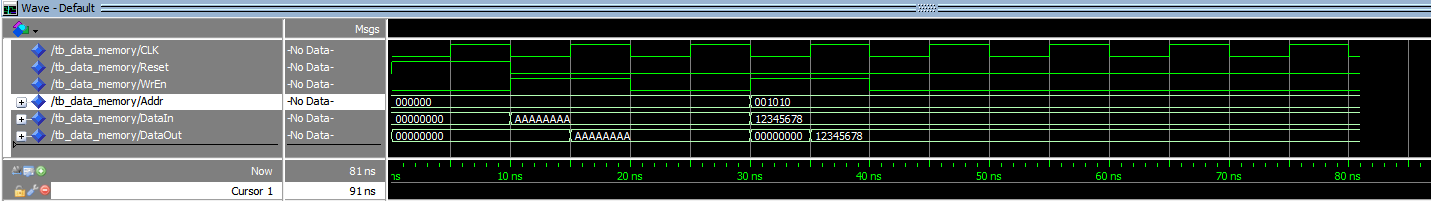 Wave - Default
Msgs
/tb_data_memory/CLK -No Data-
/tb_data_memory/Reset -No Data-
/tb_data_memory/WrEn -No Data-
/tb_data_memory/Addr -No Data- 000000 001010
/tb_data_memory/DataIn -No Data- 00000000 AAAAAAAA 12345678
/tb_data_memory/DataOut -No Data- 00000000 AAAAAAAA 00000000 12345678
Now 81 ns ns 10 ns 20 ns 30 ns 40 ns 50 ns 60 ns 70 ns 80 ns
Cursor 1 91 ns